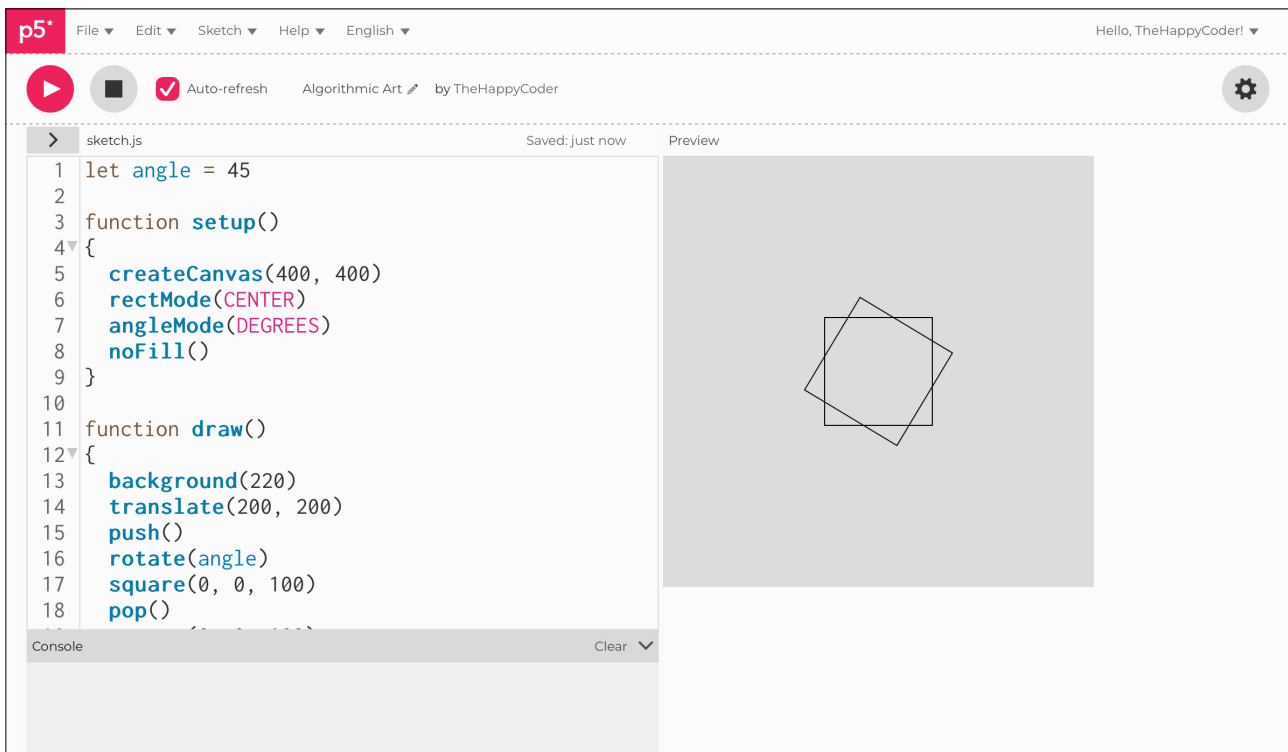 p5*
File Edit Sketch Help English Hello, TheHappyCoder!
Auto-refresh Algorithmic Art by TheHappyCoder
sketch.js Saved: just now Preview
1 let angle = 45
2
3 function setup()
4 {
5 createCanvas(400, 400)
6 rectMode(CENTER)
7 angleMode(DEGREES)
8 noFill()
9 }
10
11 function draw()
12 {
13 background(220)
14 translate(200, 200)
15 push()
16 rotate(angle)
17 square(0, 0, 100)
18 pop()
Console Clear